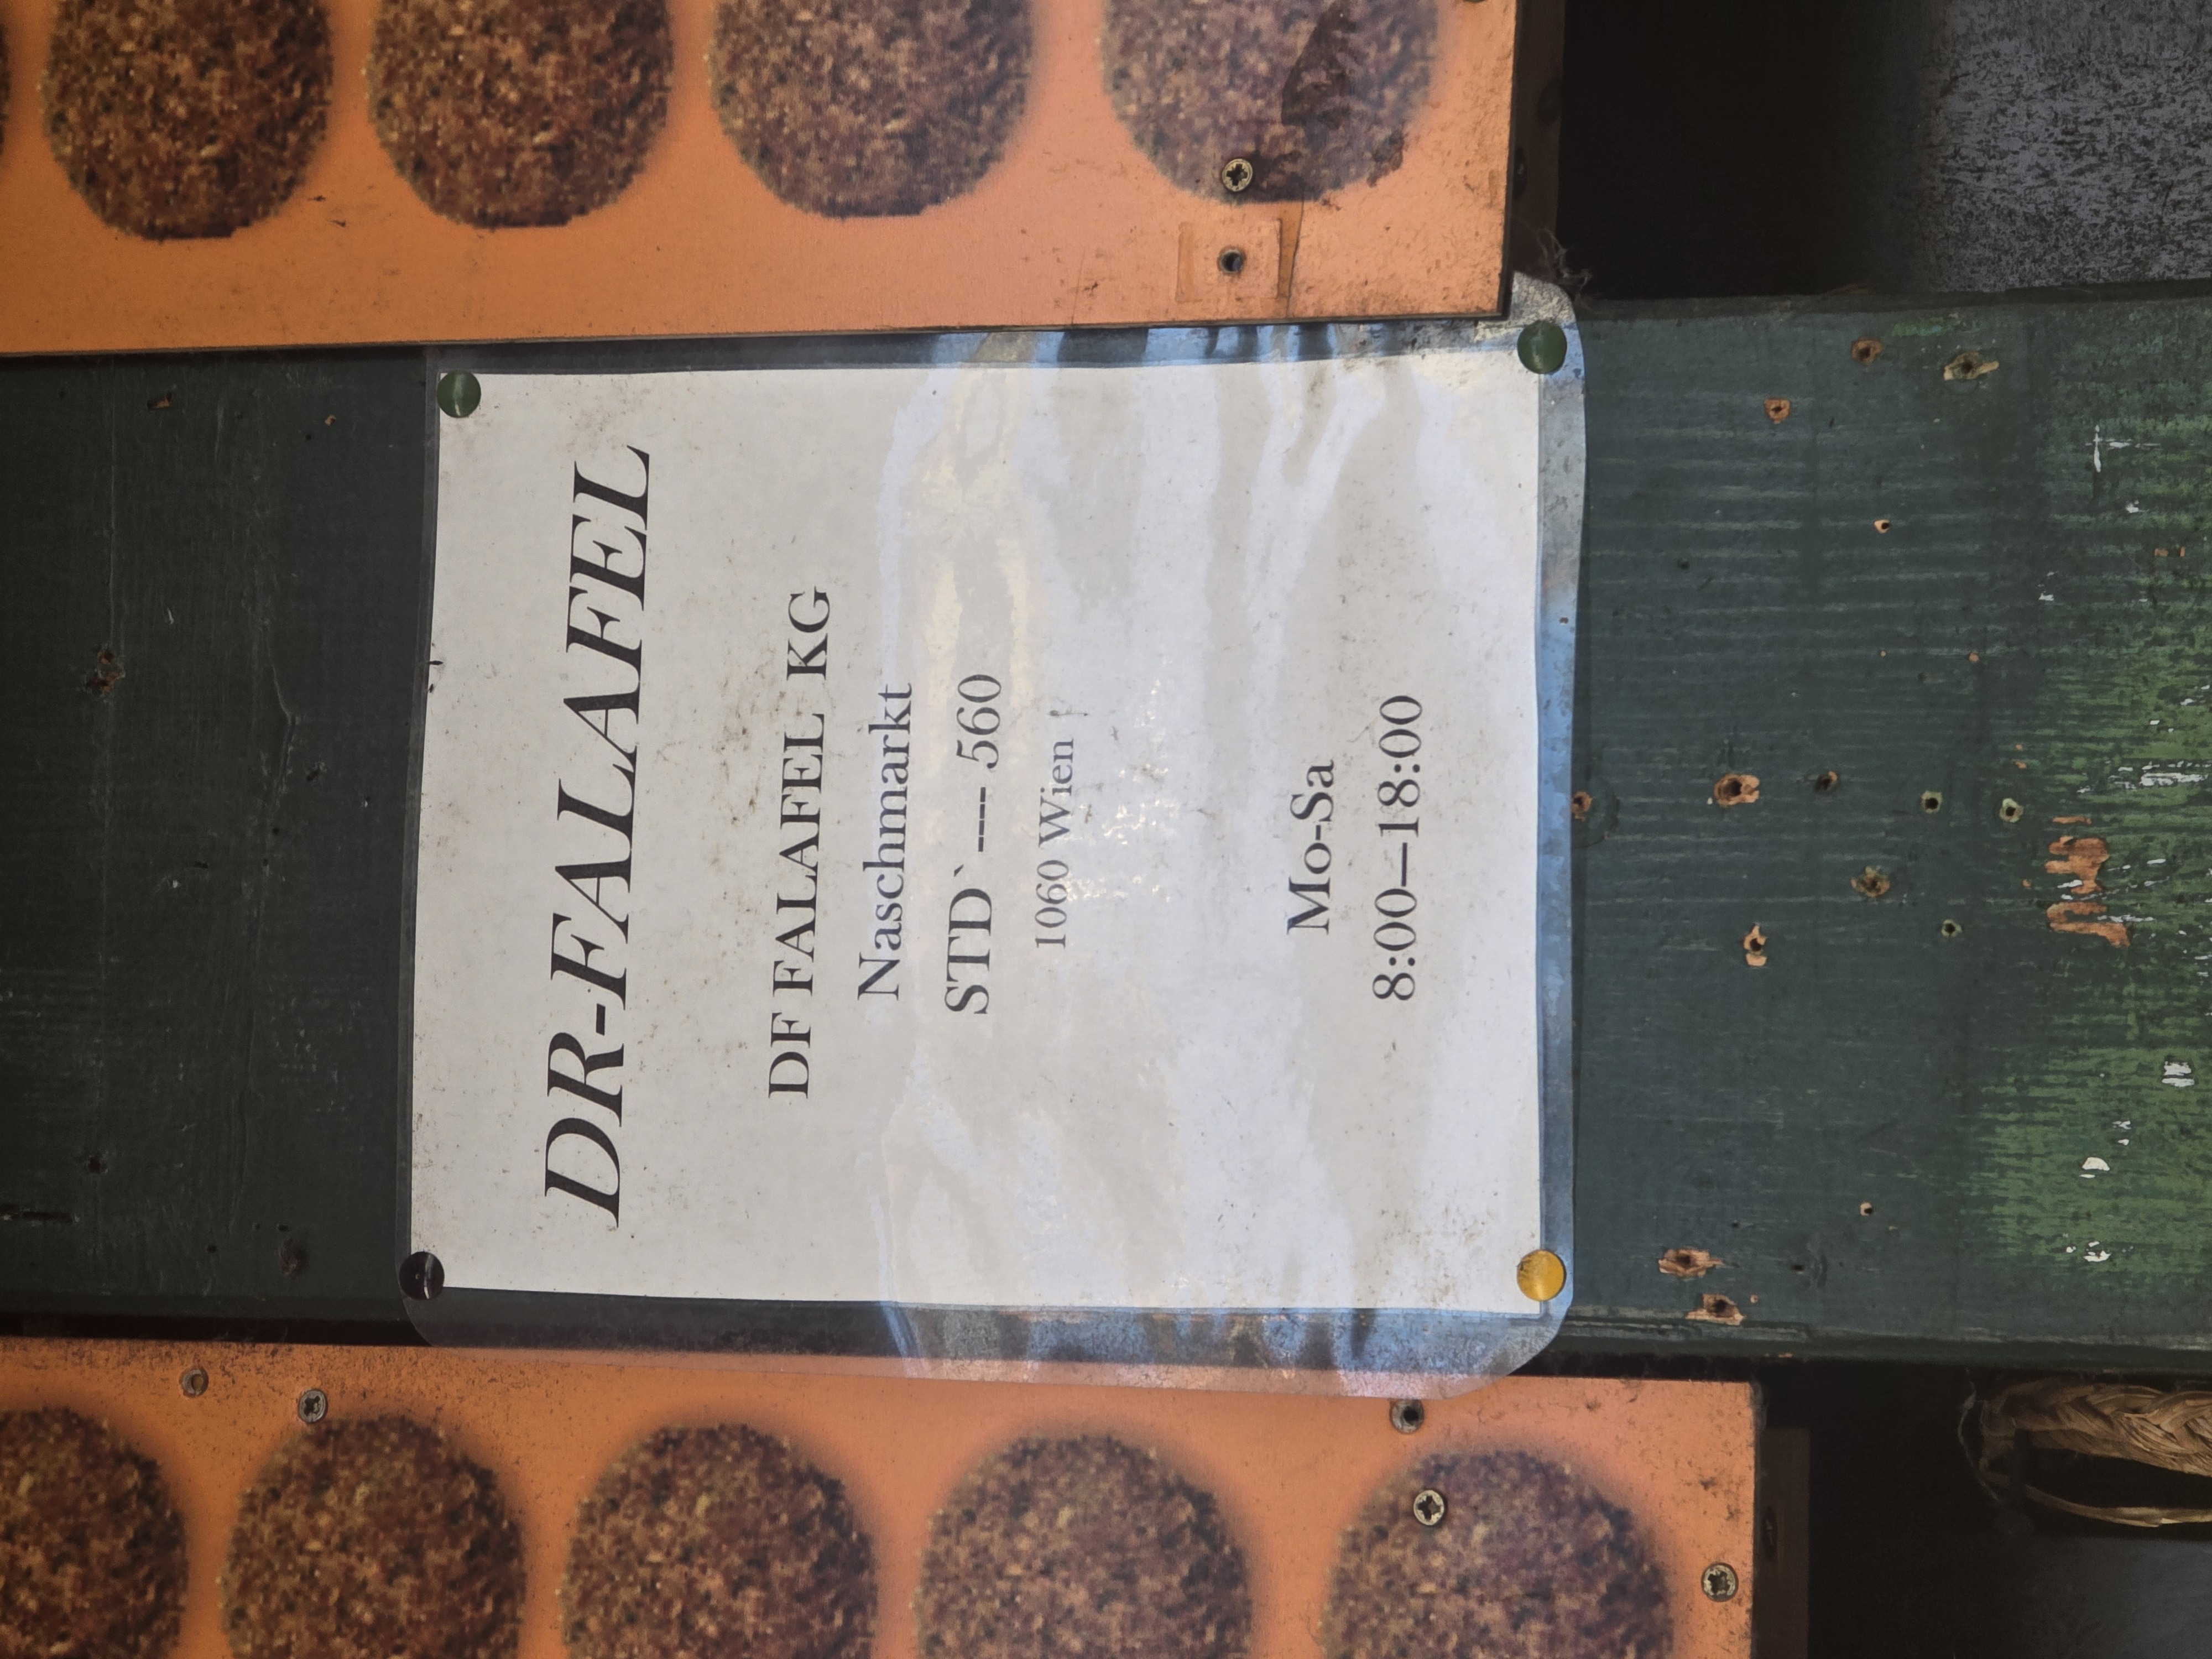 DR-FALAFEL
DF FALAFEL KG
Naschmarkt
STD`---- 560
1060 Wien
Mo-Sa
8:00—18:00